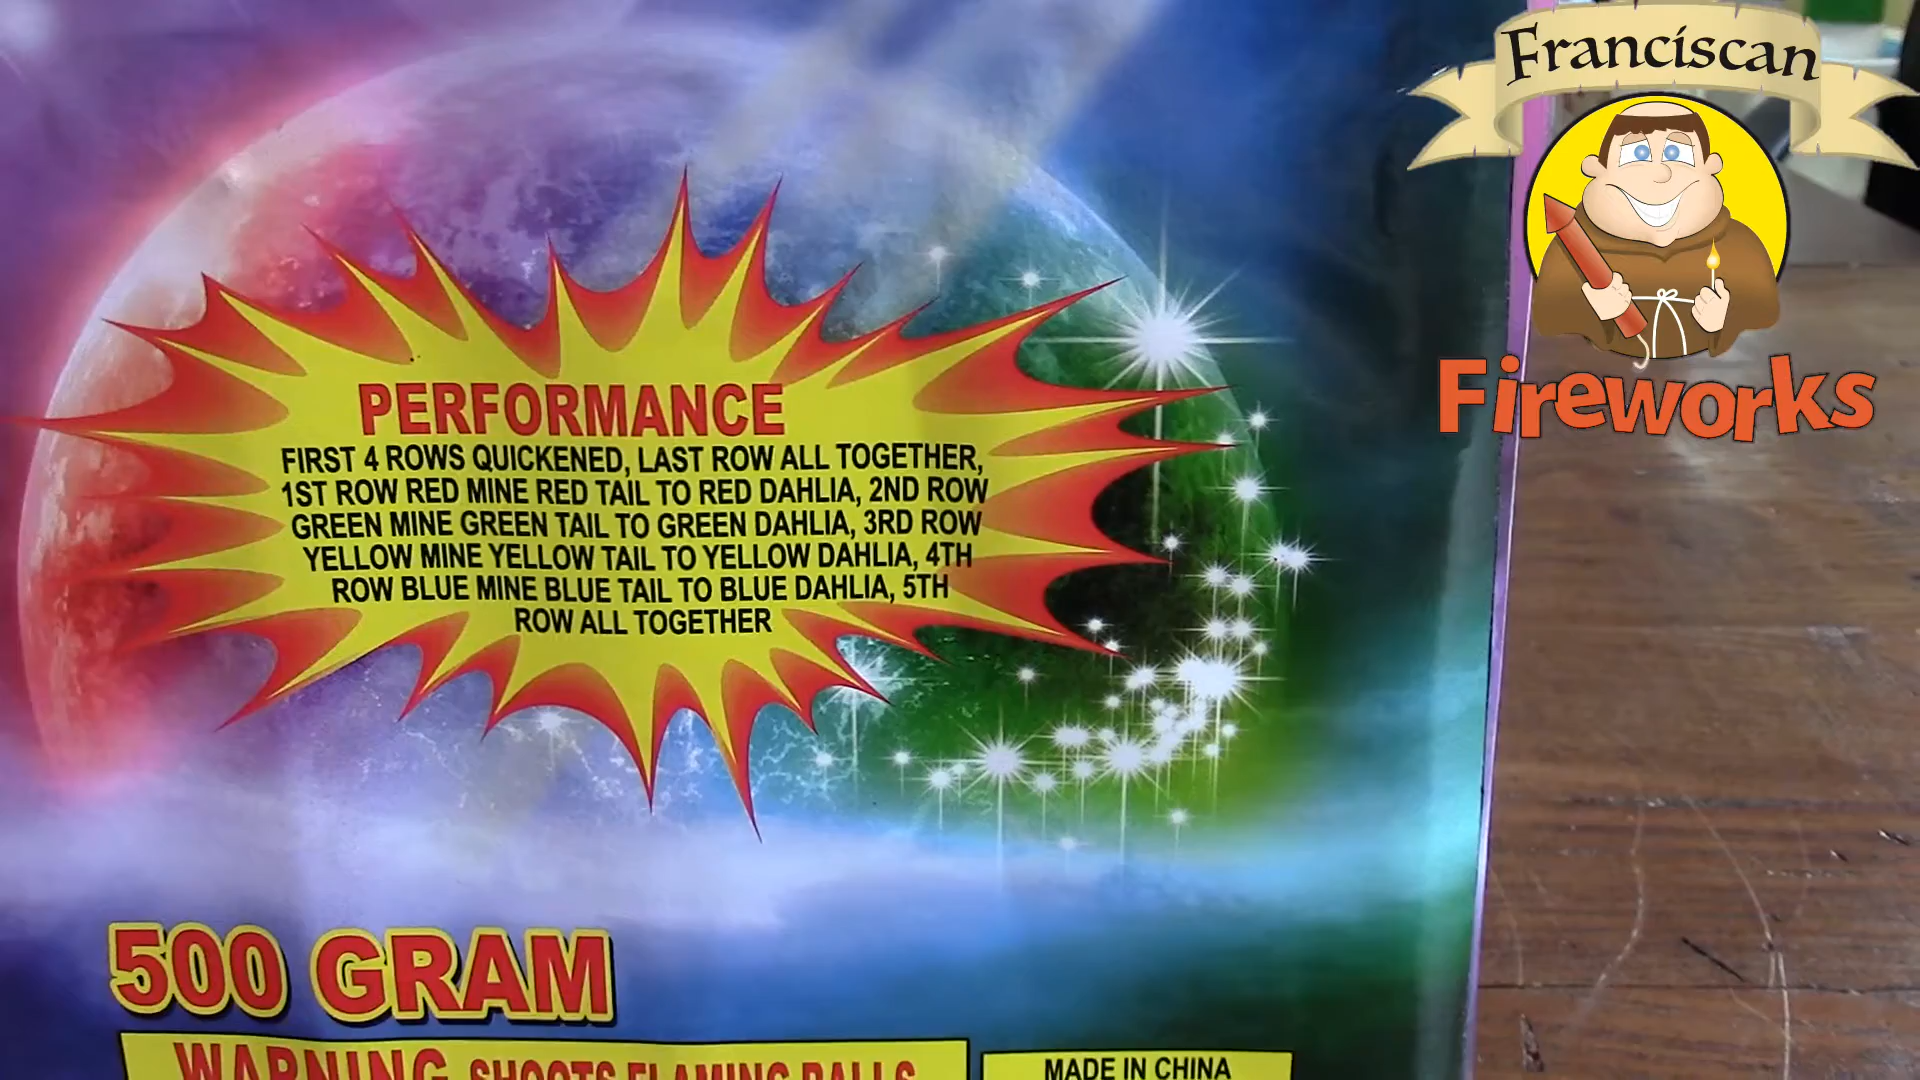 Franciscan
Fireworks
PERFORMANCE
FIRST 4 ROWS QUICKENED, LAST ROW ALL TOGETHER,
1ST ROW RED MINE RED TAIL TO RED DAHLIA, 2ND ROW
GREEN MINE GREEN TAIL TO GREEN DAHLIA, 3RD ROW
YELLOW MINE YELLOW TAIL TO YELLOW DAHLIA, 4TH
ROW BLUE MINE BLUE TAIL TO BLUE DAHLIA, 5TH
ROW ALL TOGETHER
500 GRAM
WARNING SHOOTS FLAMING BALLS
MADE IN CHINA